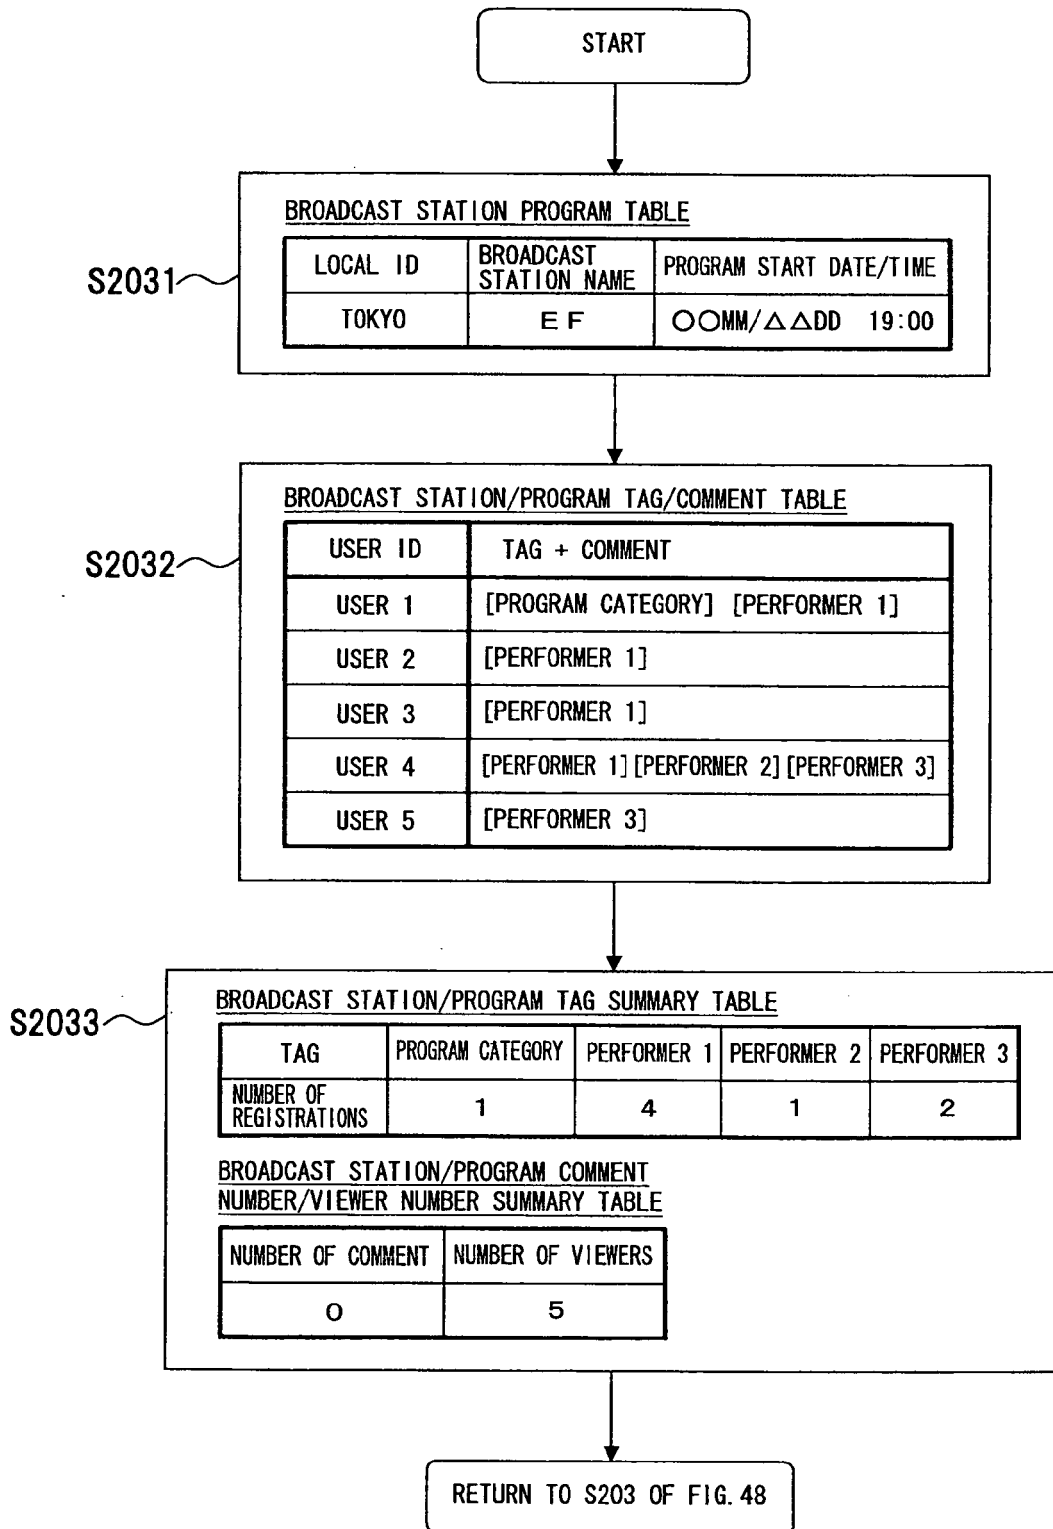 START
BROADCAST STATION PROGRAM TABLE
LOCAL ID
BROADCAST
STATION NAME
PROGRAM START DATE/TIME
S2031
TOKYO
EF
○○MM/△△DD 19:00
BROADCAST STATION/PROGRAM TAG/COMMENT TABLE
USER ID
TAG + COMMENT
S2032
USER 1
[PROGRAM CATEGORY] [PERFORMER 1]
USER 2
[PERFORMER 1]
USER 3
[PERFORMER 1]
USER 4
[PERFORMER 1][PERFORMER 2][PERFORMER 3]
USER 5
[PERFORMER 3]
BROADCAST STATION/PROGRAM TAG SUMMARY TABLE
S2033
TAG
PROGRAM CATEGORY
PERFORMER 1
PERFORMER 2
PERFORMER 3
NUMBER OF
REGISTRATIONS
1
4
1
2
BROADCAST STATION/PROGRAM COMMENT
NUMBER/VIEWER NUMBER SUMMARY TABLE
NUMBER OF COMMENT
NUMBER OF VIEWERS
0
5
RETURN TO S203 OF FIG.48